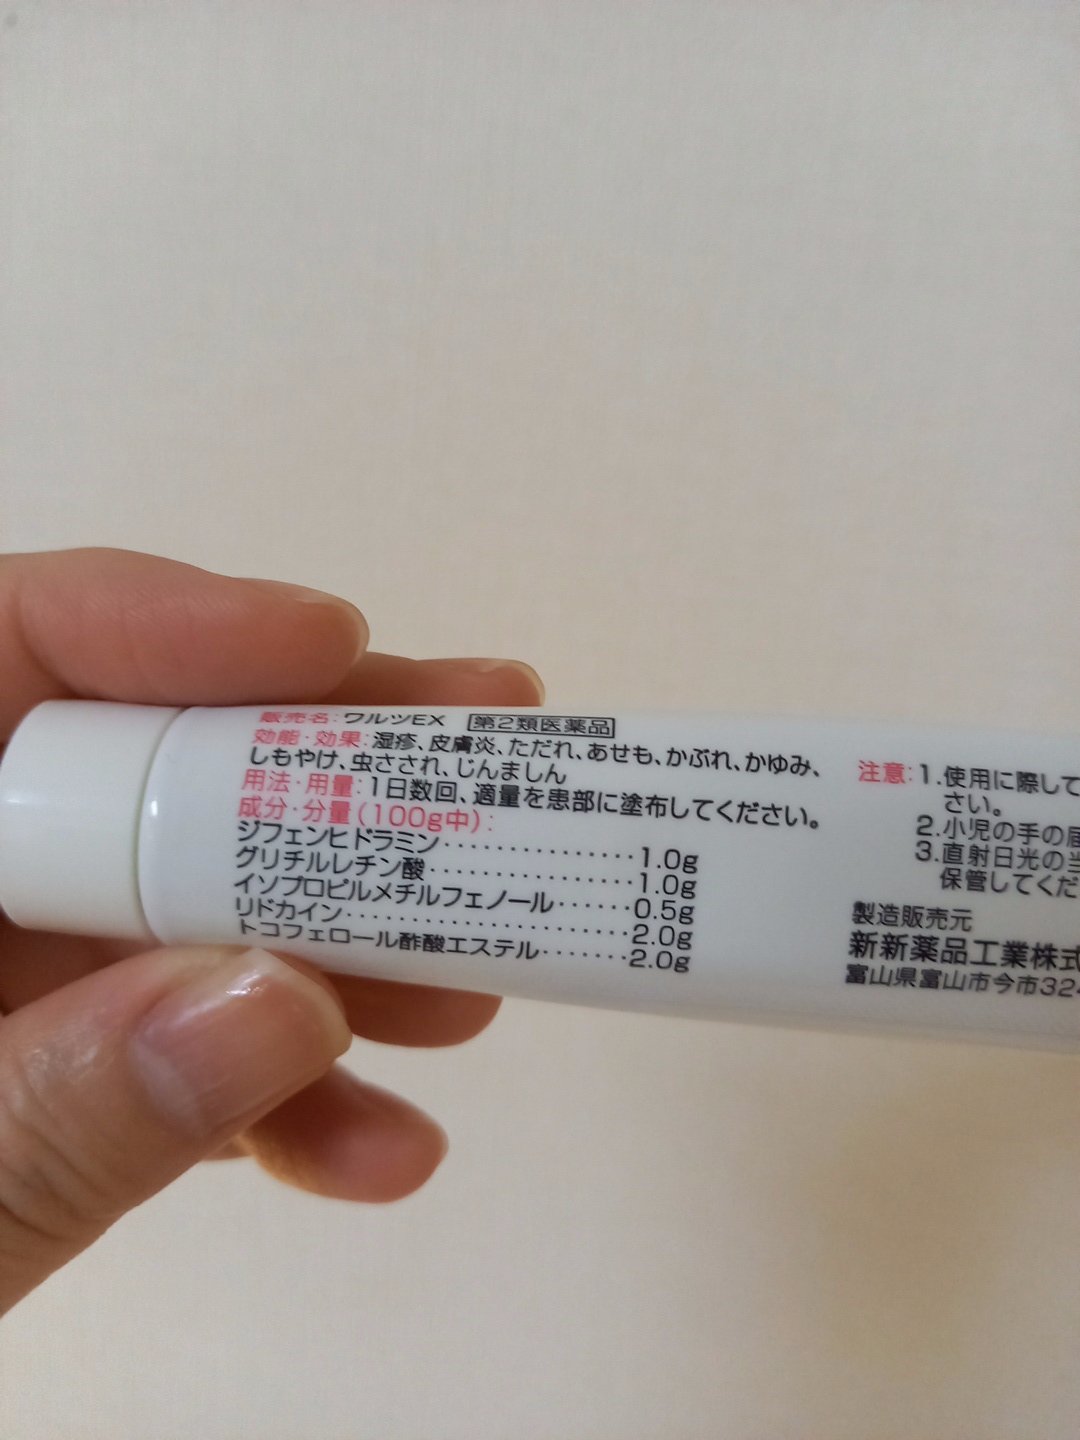 販売名：ワルツEX 第2類医薬品
効能・効果：湿疹、皮膚炎、ただれ、あせも、かぶれ、かゆみ、
しもやけ、虫さされ、じんましん
用法・用量：1日数回、適量を患部に塗布してください。
成分・分量(100g中)：
ジフェンヒドラミン・・・・・・・・・・・・・・・1.0g
グリチルレチン酸・・・・・・・・・・・・・・・・1.0g
イソプロピルメチルフェノール・・・・・・0.5g
リドカイン・・・・・・・・・・・・・・・・・・・・・・2.0g
トコフェロール酢酸エステル・・・・・・・2.0g
注意：1.使用に際して
さい。
2.小児の手の届
3.直射日光の当
保管してくだ
製造販売元
新新薬品工業株式
富山県富山市今市324